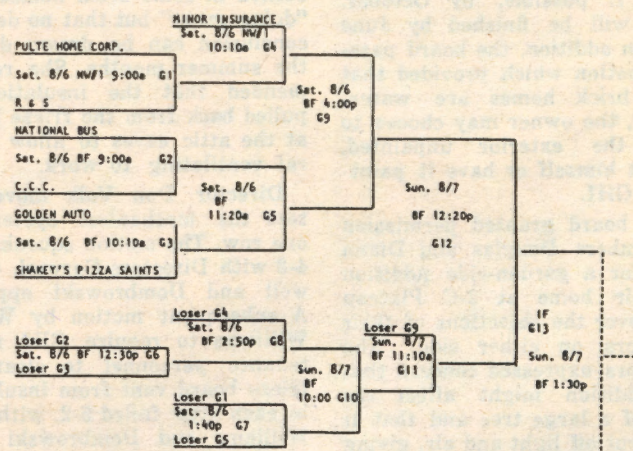 MINOR INSURANCE
Sat. 8/6 NW#1
10:10a G4
PULTE HOME CORP.
Sat. 8/6 NW#1 9:00a G1
R & S
Sat. 8/6
BF 4:00p
G9
NATIONAL BUS
Sat. 8/6 BF 9:00a G2
C.C.C.
Sat. 8/6
BF
11:20a G5
GOLDEN AUTO
Sat. 8/6 BF 10:10a G3
SHAKEY'S PIZZA SAINTS
Sun. 8/7
BF 12:20p
G12
Loser G4
Sat. 8/6
BF 2:50p G8
Loser G2
Sat. 8/6 BF 12:30p G6
Loser G3
Loser G9
Sun. 8/7
BF 11:10a
G11
IF
G13
Sun. 8/7
BF 1:30p
Sun. 8/7
BF
10:00 G10
Loser G1
Sat. 8/6
1:40p G7
Loser G5